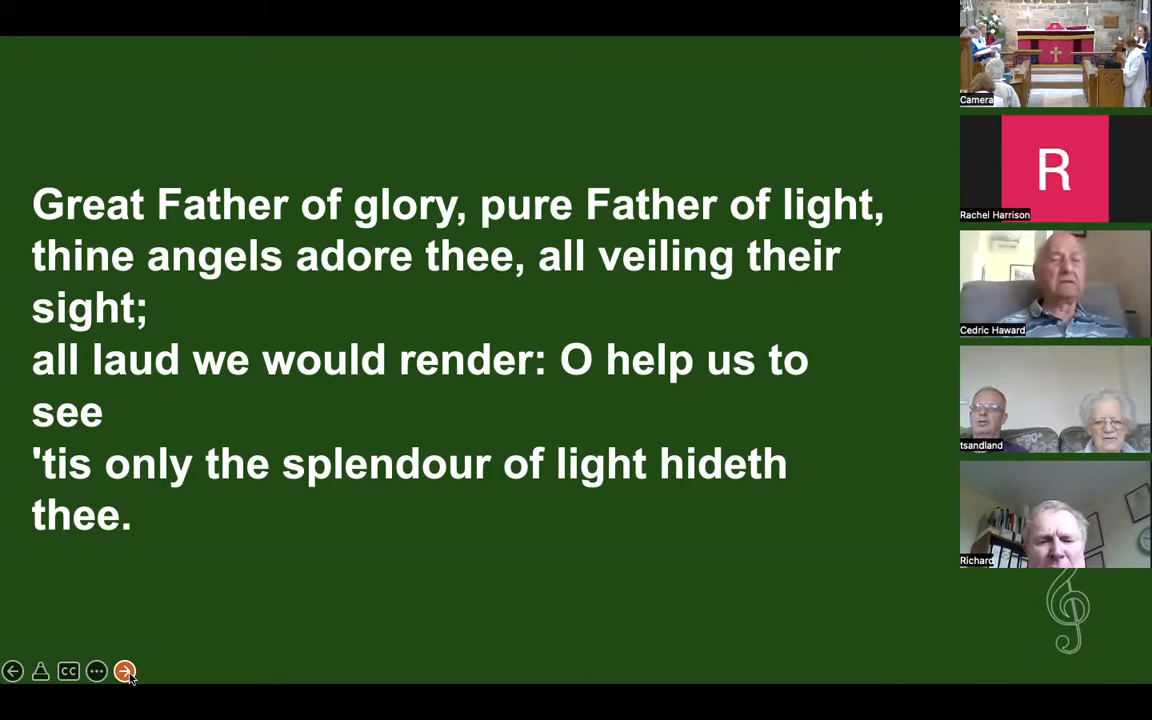 Great Father of glory, pure Father of light,
thine angels adore thee, all veiling their
sight;
all laud we would render: O help us to
see
'tis only the splendour of light hideth
thee.
Camera
R
Rachel Harrison
Cedric Haward
tsandland
Richard
CC